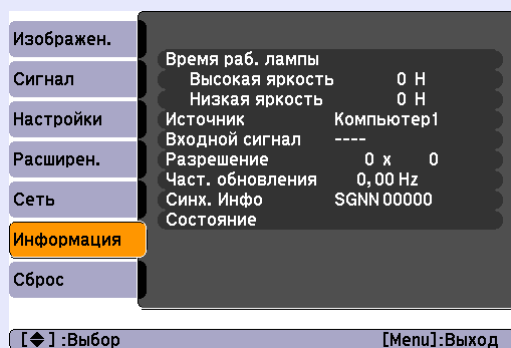 Изображен.
Сигнал
Настройки
Расширен.
Сеть
Информация
Сброс
Время раб. лампы
Высокая яркость 0 H
Низкая яркость 0 H
Источник Компьютер1
Входной сигнал ----
Разрешение 0 x 0
Част. обновления 0,00 Hz
Синх. Инфо SGNN 00000
Состояние
[◆] :Выбор [Menu]:Выход